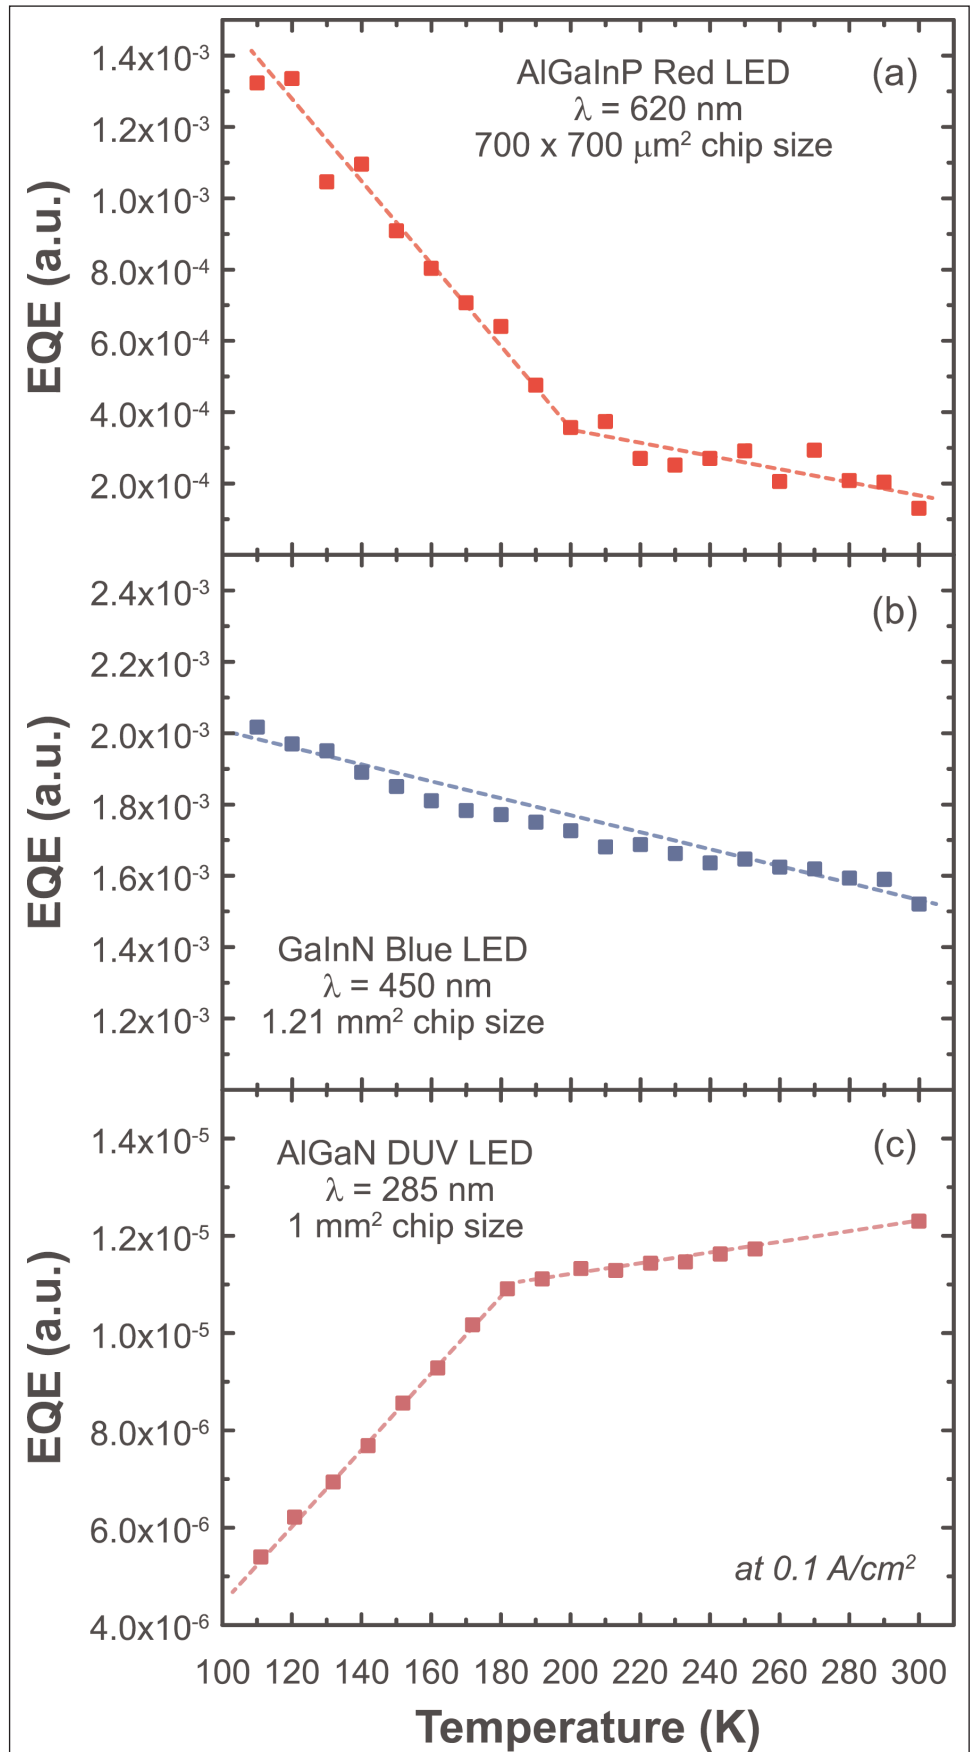 (a)
AlGaInP Red LED
λ = 620 nm
700 x 700 μm² chip size
EQE (a.u.)
1.4x10⁻³
1.2x10⁻³
1.0x10⁻³
8.0x10⁻⁴
6.0x10⁻⁴
4.0x10⁻⁴
2.0x10⁻⁴
(b)
EQE (a.u.)
2.4x10⁻³
2.2x10⁻³
2.0x10⁻³
1.8x10⁻³
1.6x10⁻³
1.3x10⁻³
1.2x10⁻³
GaInN Blue LED
λ = 450 nm
1.21 mm² chip size
(c)
AlGaN DUV LED
λ = 285 nm
1 mm² chip size
EQE (a.u.)
1.4x10⁻⁵
1.2x10⁻⁵
1.0x10⁻⁵
8.0x10⁻⁶
6.0x10⁻⁶
4.0x10⁻⁶
at 0.1 A/cm²
100 120 140 160 180 200 220 240 260 280 300
Temperature (K)